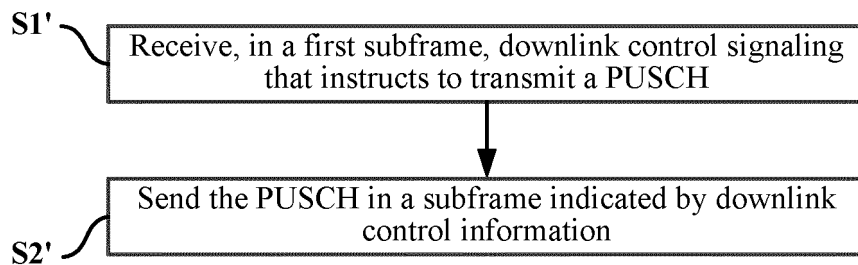 S1'
Receive, in a first subframe, downlink control signaling
that instructs to transmit a PUSCH
Send the PUSCH in a subframe indicated by downlink
control information
S2'